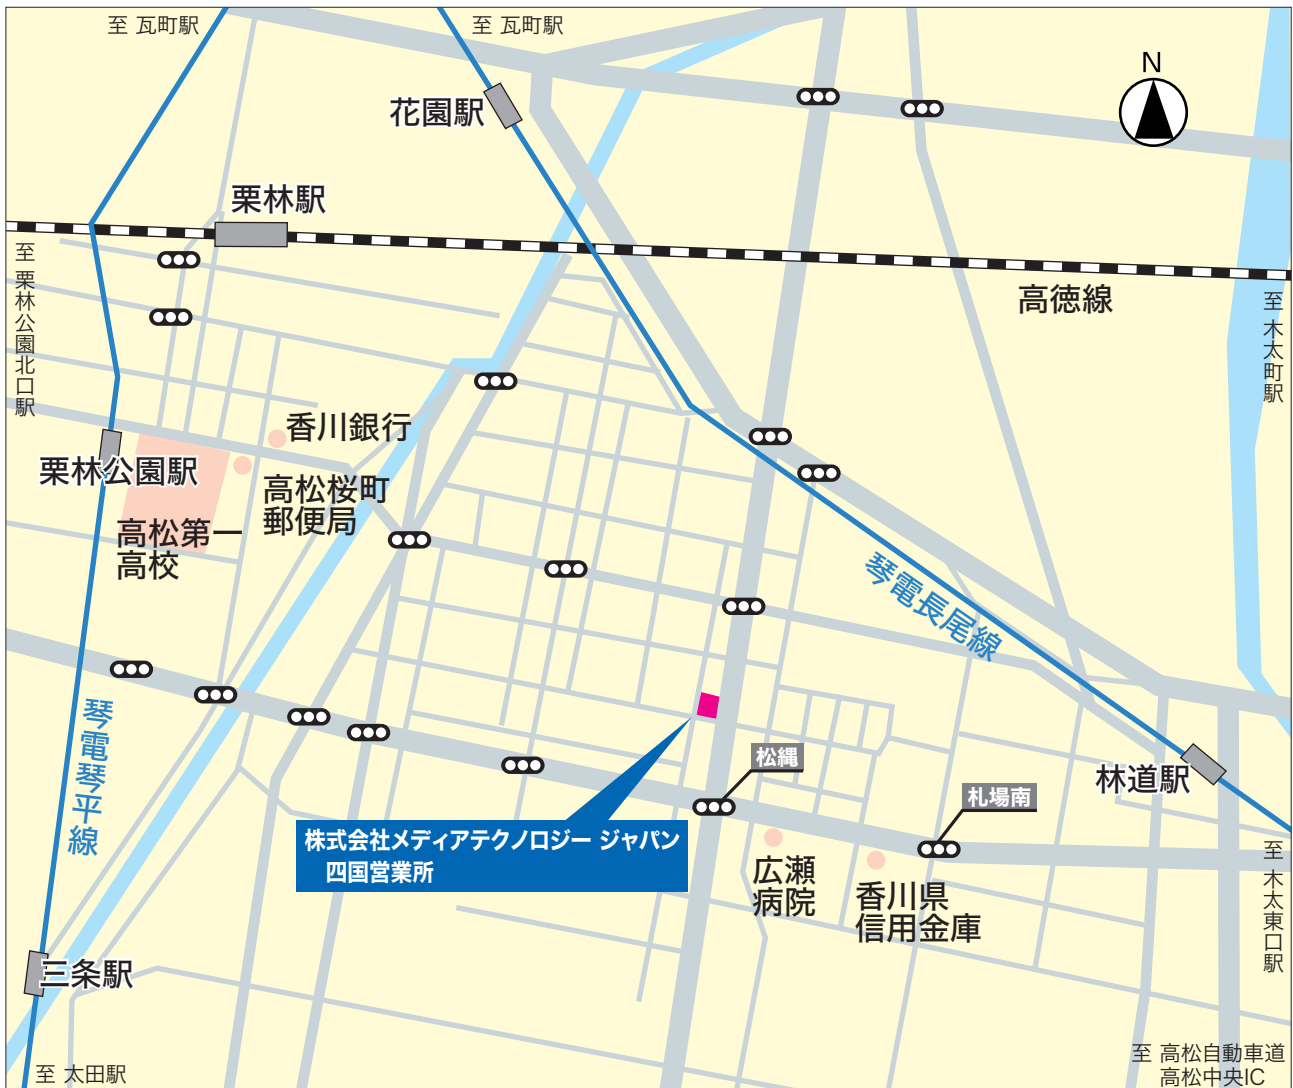 至 瓦町駅
至 瓦町駅
N
花園駅
栗林駅
至 栗林公園北口駅
高徳線
至 木太町駅
香川銀行
栗林公園駅
高松桜町
郵便局
高松第一
高校
琴電長尾線
琴電琴平線
松縄
林道駅
札場南
株式会社メディアテクノロジー ジャパン
四国営業所
広瀬
病院
香川県
信用金庫
至 木太東口駅
三条駅
至 太田駅
至 高松自動車道
高松中央IC